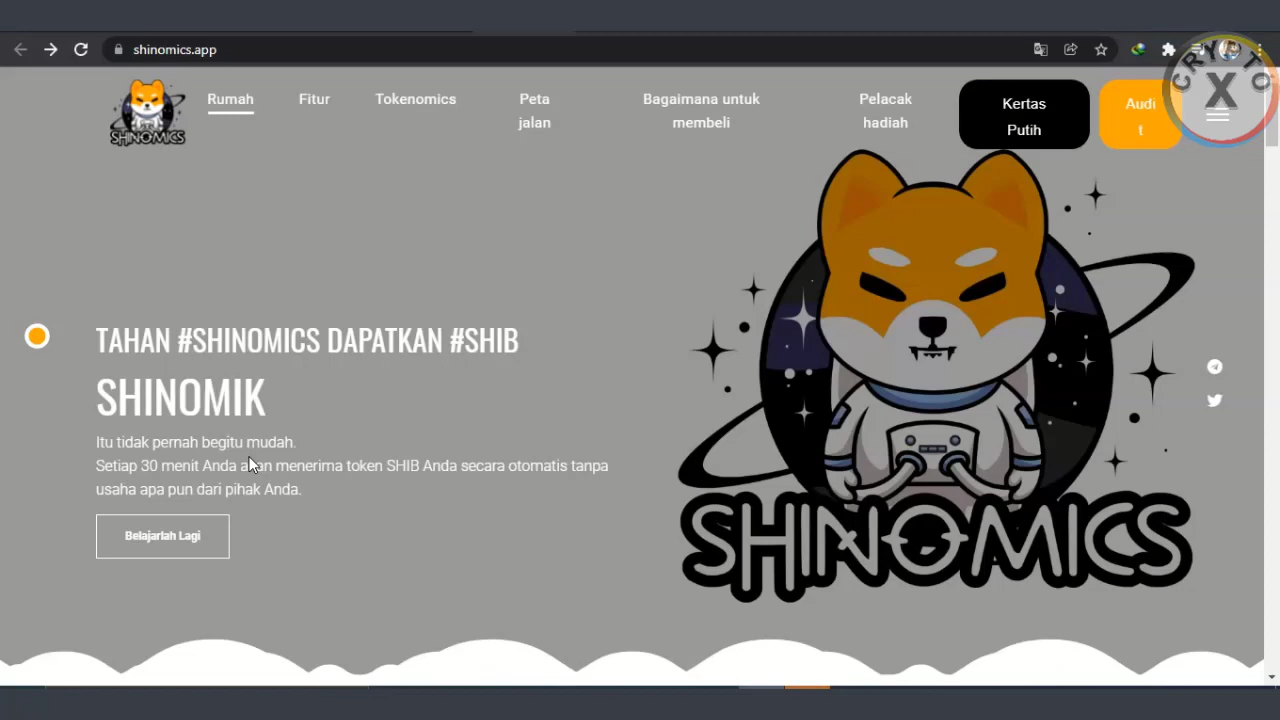 shinomics.app
CRYPTO
X
SHINOMICS
Rumah
Fitur
Tokenomics
Peta
jalan
Bagaimana untuk
membeli
Pelacak
hadiah
Kertas
Putih
Audi
t
TAHAN #SHINOMICS DAPATKAN #SHIB
SHINOMIK
Itu tidak pernah begitu mudah.
Setiap 30 menit Anda akan menerima token SHIB Anda secara otomatis tanpa
usaha apa pun dari pihak Anda.
Belajarlah Lagi
SHINOMICS